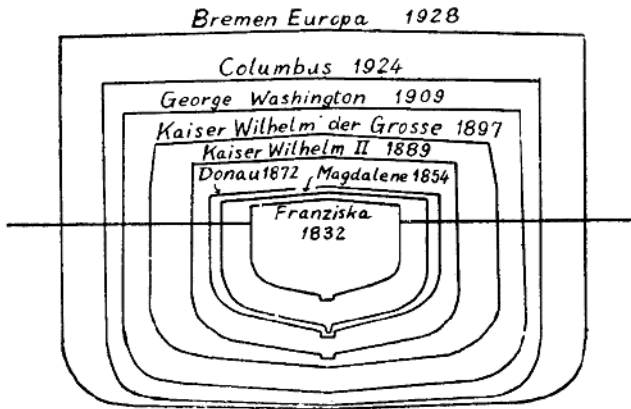 Bremen Europa 1928
Columbus 1924
George Washington 1909
Kaiser Wilhelm der Grosse 1897
Kaiser Wilhelm II 1889
Donau 1872 Magdalene 1854
Franziska
1832